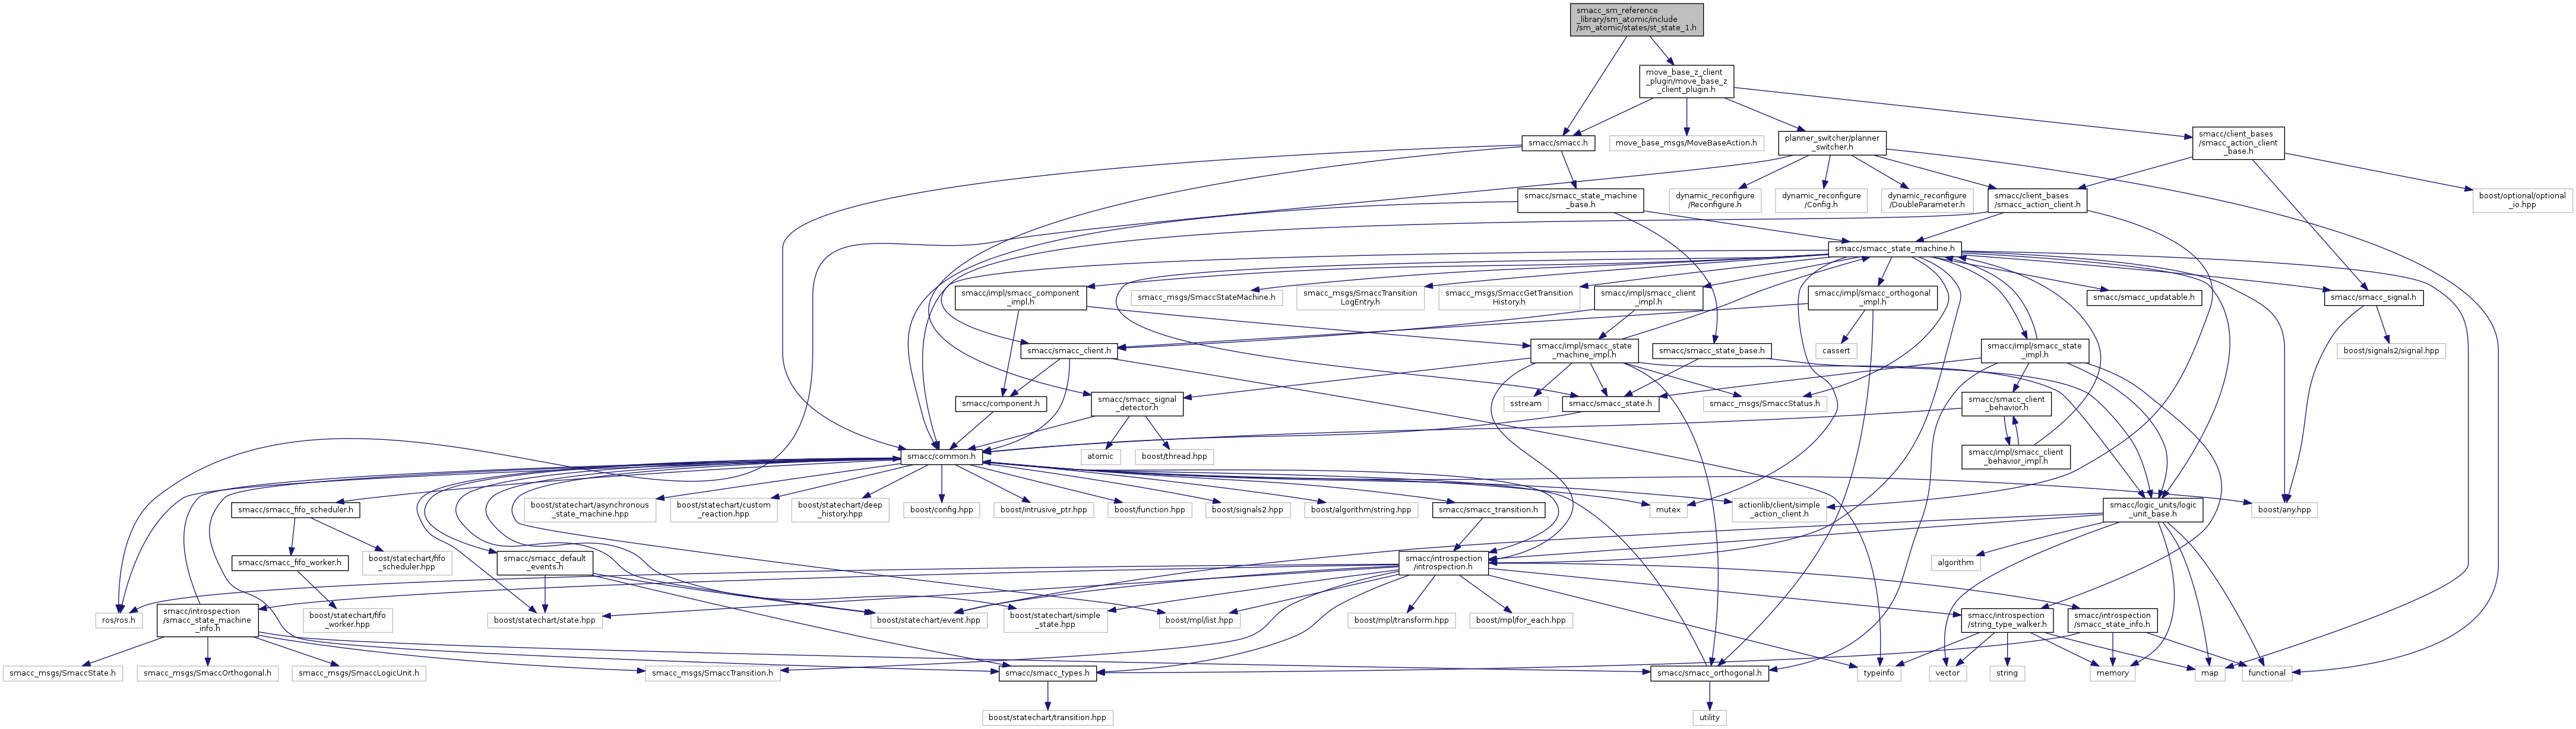 smacc_sm_reference
_library/sm_atomic/include
/sm_atomic/states/st_state_1.h
move_base_z_client
_plugin/move_base_z
_client_plugin.h
smacc/smacc.h
move_base_msgs/MoveBaseAction.h
planner_switcher/planner
_switcher.h
smacc/client_bases
/smacc_action_client
_base.h
smacc/smacc_state_machine
_base.h
dynamic_reconfigure
/Reconfigure.h
dynamic_reconfigure
/Config.h
dynamic_reconfigure
/DoubleParameter.h
smacc/client_bases
/smacc_action_client.h
boost/optional/optional
_io.hpp
smacc/smacc_state_machine.h
smacc/impl/smacc_component
_impl.h
smacc_msgs/SmaccStateMachine.h
smacc_msgs/SmaccTransition
LogEntry.h
smacc_msgs/SmaccGetTransition
History.h
smacc/impl/smacc_client
_impl.h
smacc/impl/smacc_orthogonal
_impl.h
smacc/smacc_updatable.h
smacc/smacc_signal.h
smacc/smacc_client.h
smacc/impl/smacc_state
_machine_impl.h
smacc/smacc_state_base.h
cassert
smacc/impl/smacc_state
_impl.h
boost/signals2/signal.hpp
smacc/component.h
smacc/smacc_signal
_detector.h
sstream
smacc/smacc_state.h
smacc_msgs/SmaccStatus.h
smacc/smacc_client
_behavior.h
smacc/common.h
atomic
boost/thread.hpp
smacc/impl/smacc_client
_behavior_impl.h
smacc/smacc_fifo_scheduler.h
boost/statechart/asynchronous
_state_machine.hpp
boost/statechart/custom
_reaction.hpp
boost/statechart/deep
_history.hpp
boost/config.hpp
boost/intrusive_ptr.hpp
boost/function.hpp
boost/signals2.hpp
boost/algorithm/string.hpp
smacc/smacc_transition.h
mutex
actionlib/client/simple
_action_client.h
smacc/logic_units/logic
_unit_base.h
boost/any.hpp
smacc/smacc_fifo_worker.h
boost/statechart/fifo
_scheduler.hpp
smacc/smacc_default
_events.h
smacc/introspection
/introspection.h
algorithm
ros/ros.h
smacc/introspection
/smacc_state_machine
_info.h
boost/statechart/fifo
_worker.hpp
boost/statechart/state.hpp
boost/statechart/event.hpp
boost/statechart/simple
_state.hpp
boost/mpl/list.hpp
boost/mpl/transform.hpp
boost/mpl/for_each.hpp
smacc/introspection
/string_type_walker.h
smacc/introspection
/smacc_state_info.h
smacc_msgs/SmaccState.h
smacc_msgs/SmaccOrthogonal.h
smacc_msgs/SmaccLogicUnit.h
smacc_msgs/SmaccTransition.h
smacc/smacc_types.h
smacc/smacc_orthogonal.h
typeinfo
vector
string
memory
map
functional
boost/statechart/transition.hpp
utility